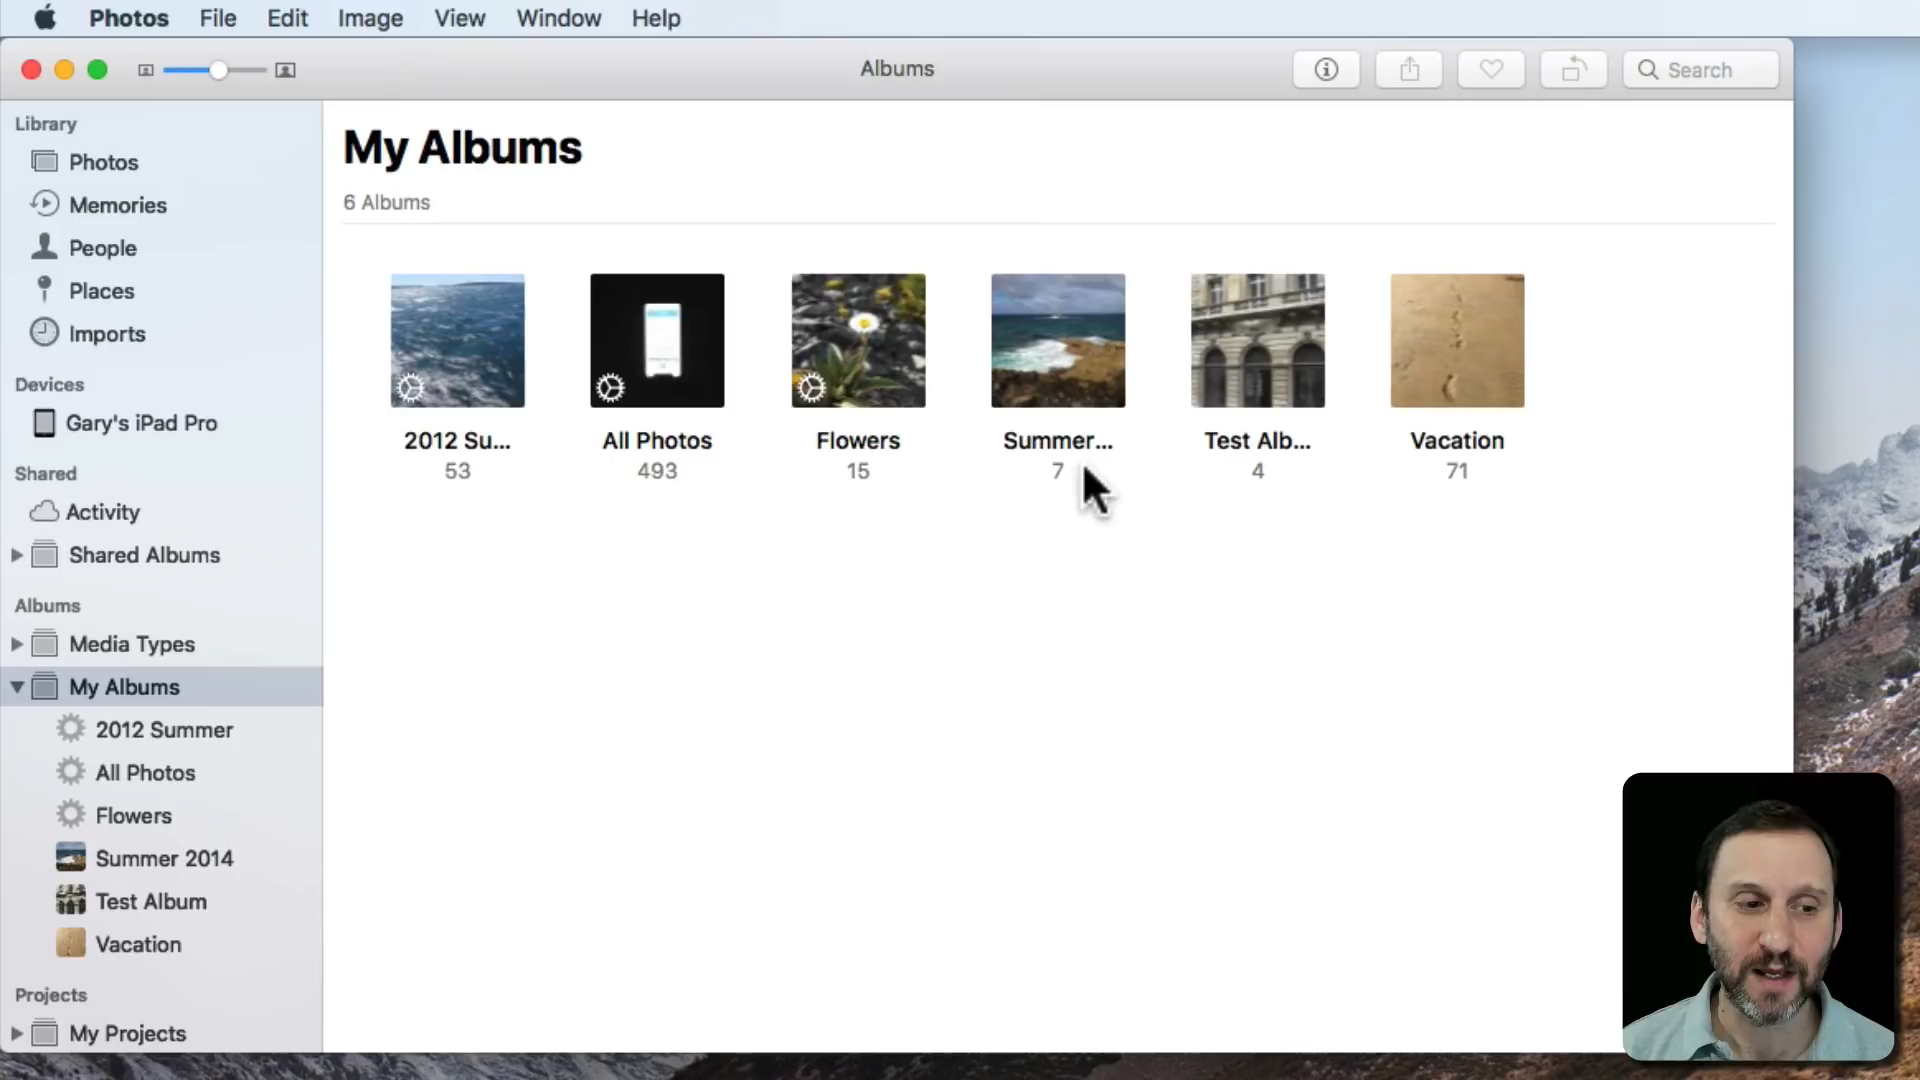 Photos File Edit Image View Window Help
Albums
Search
Library
Photos
Memories
People
Places
Imports
Devices
Gary's iPad Pro
Shared
Activity
Shared Albums
Albums
Media Types
My Albums
2012 Summer
All Photos
Flowers
Summer 2014
Test Album
Vacation
Projects
My Projects
My Albums
6 Albums
2012 Su... All Photos Flowers Summer... Test Alb... Vacation
53 493 15 7 4 71